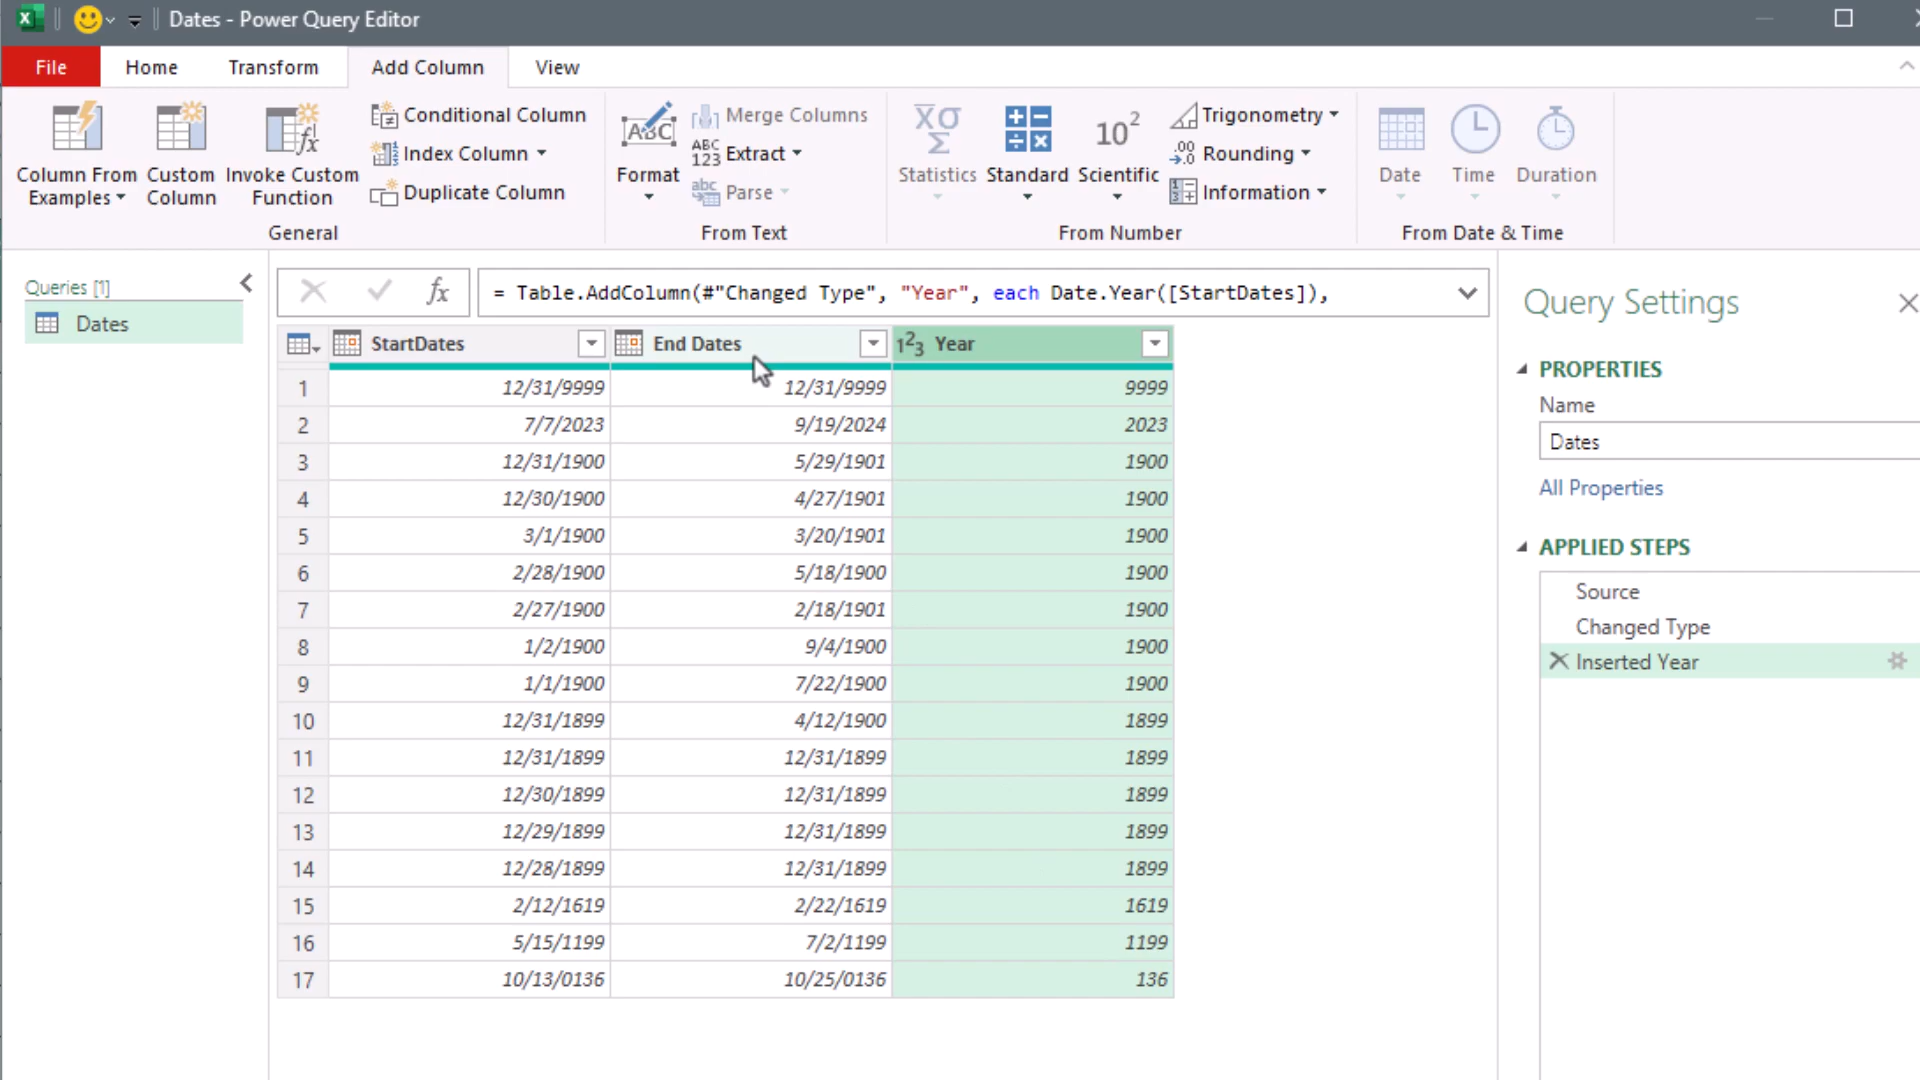 Dates - Power Query Editor
File Home Transform Add Column View
Column From Examples
Custom Column
Invoke Custom Function
Conditional Column
Index Column
Duplicate Column
General
Format
Merge Columns
Extract
Parse
From Text
Statistics
Standard
Scientific
Trigonometry
Rounding
Information
From Number
Date
Time
Duration
From Date & Time
Queries [1]
Dates
= Table.AddColumn(#"Changed Type", "Year", each Date.Year([StartDates]),
StartDates End Dates 123 Year
1 12/31/9999 12/31/9999 9999
2 7/7/2023 9/19/2024 2023
3 12/31/1900 5/29/1901 1900
4 12/30/1900 4/27/1901 1900
5 3/1/1900 3/20/1901 1900
6 2/28/1900 5/18/1900 1900
7 2/27/1900 2/18/1901 1900
8 1/2/1900 9/4/1900 1900
9 1/1/1900 7/22/1900 1900
10 12/31/1899 4/12/1900 1899
11 12/31/1899 12/31/1899 1899
12 12/30/1899 12/31/1899 1899
13 12/29/1899 12/31/1899 1899
14 12/28/1899 12/31/1899 1899
15 2/12/1619 2/22/1619 1619
16 5/15/1199 7/2/1199 1199
17 10/13/0136 10/25/0136 136
Query Settings
PROPERTIES
Name
Dates
All Properties
APPLIED STEPS
Source
Changed Type
Inserted Year